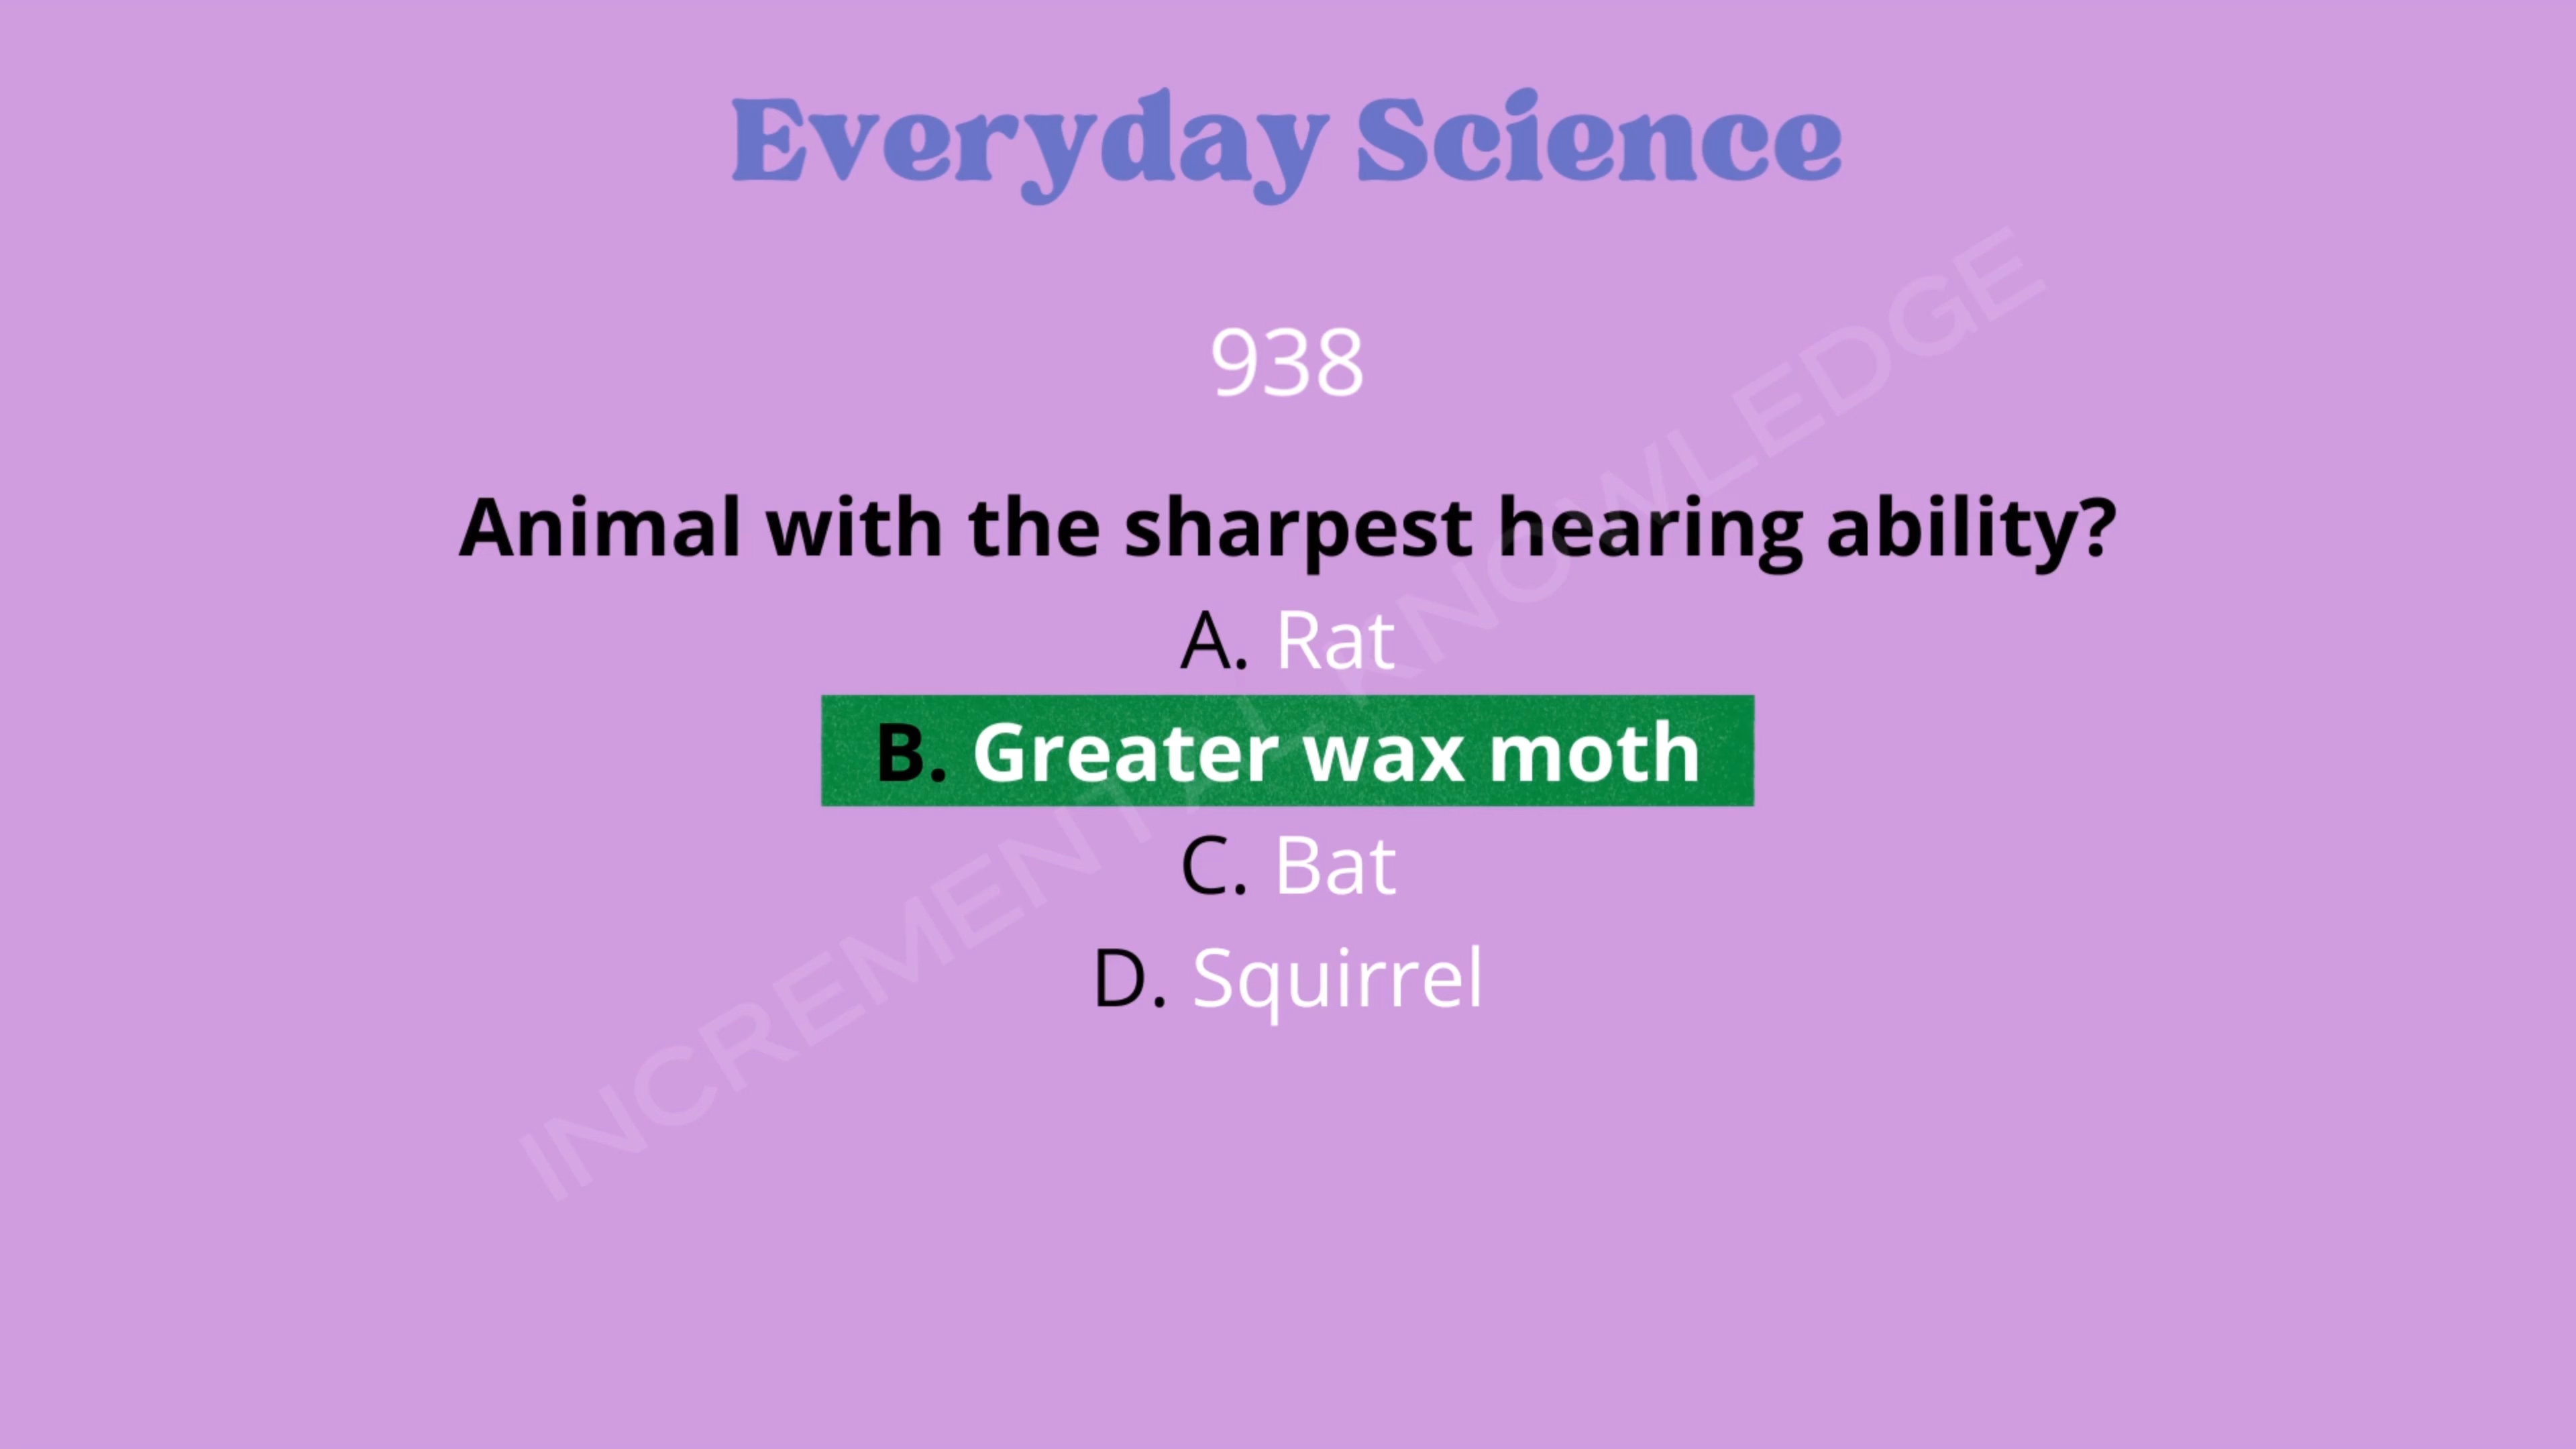 Everyday Science
938
Animal with the sharpest hearing ability?
A. Rat
B. Greater wax moth
C. Bat
D. Squirrel
INCREMENTAL KNOWLEDGE